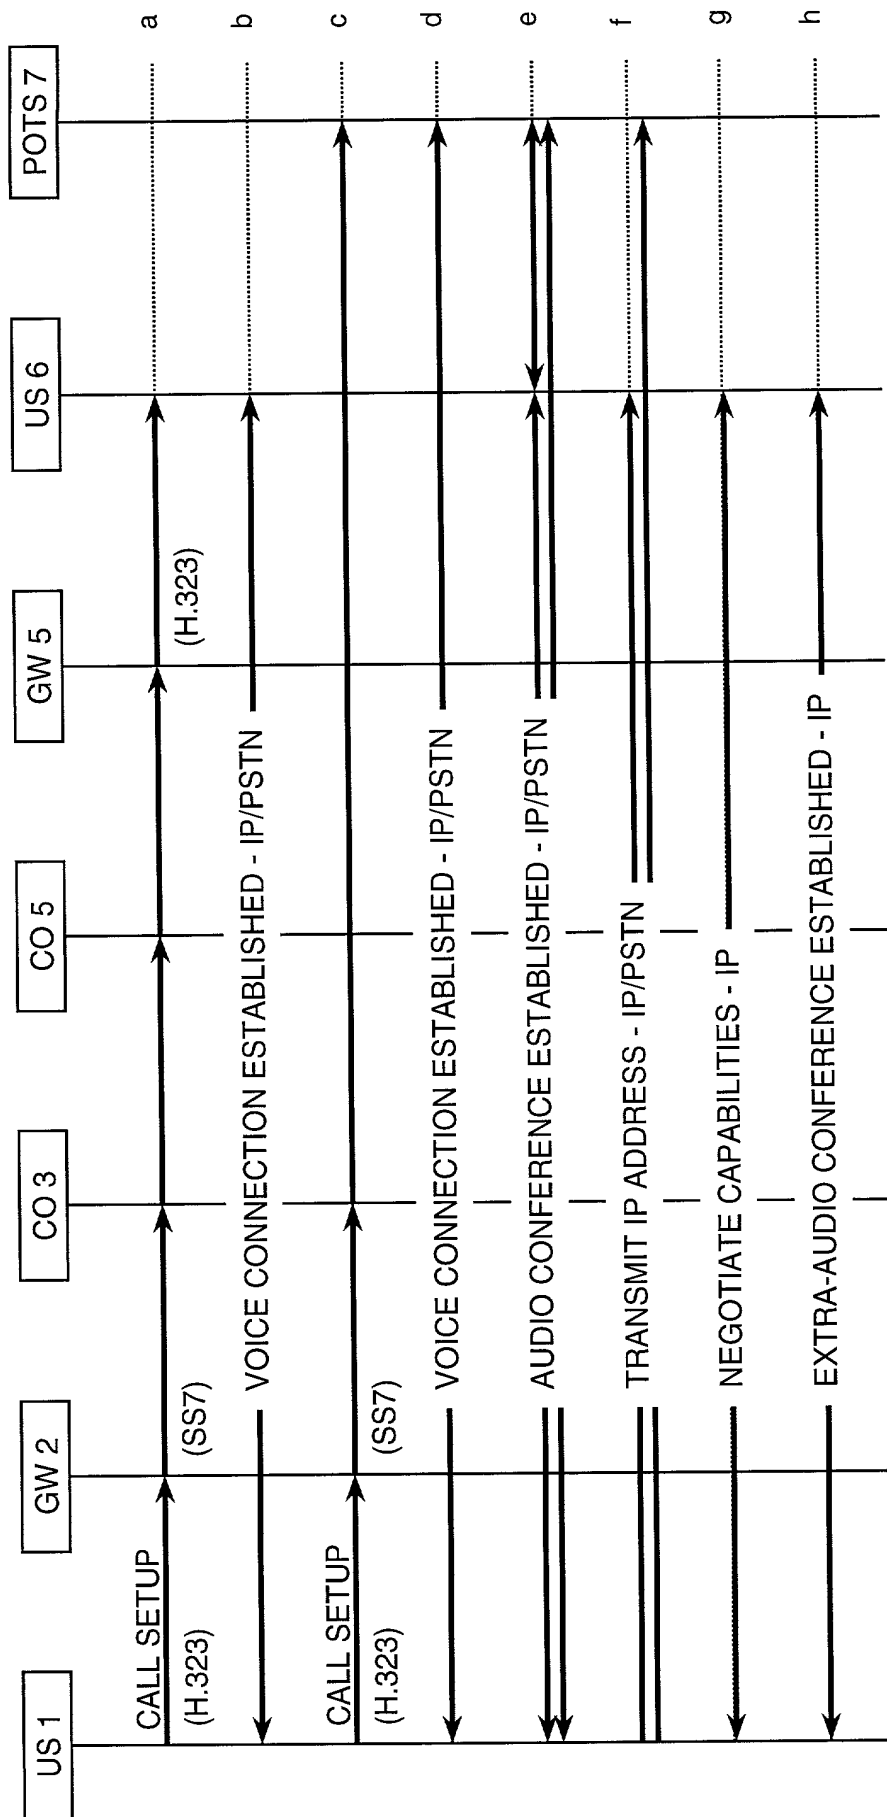 US 1
GW 2
CO 3
CO 5
GW 5
US 6
POTS 7
CALL SETUP
(H.323)
(SS7)
(H.323)
a
VOICE CONNECTION ESTABLISHED - IP/PSTN
b
CALL SETUP
(H.323)
(SS7)
c
VOICE CONNECTION ESTABLISHED - IP/PSTN
d
AUDIO CONFERENCE ESTABLISHED - IP/PSTN
e
TRANSMIT IP ADDRESS - IP/PSTN
f
NEGOTIATE CAPABILITIES - IP
g
EXTRA-AUDIO CONFERENCE ESTABLISHED - IP
h